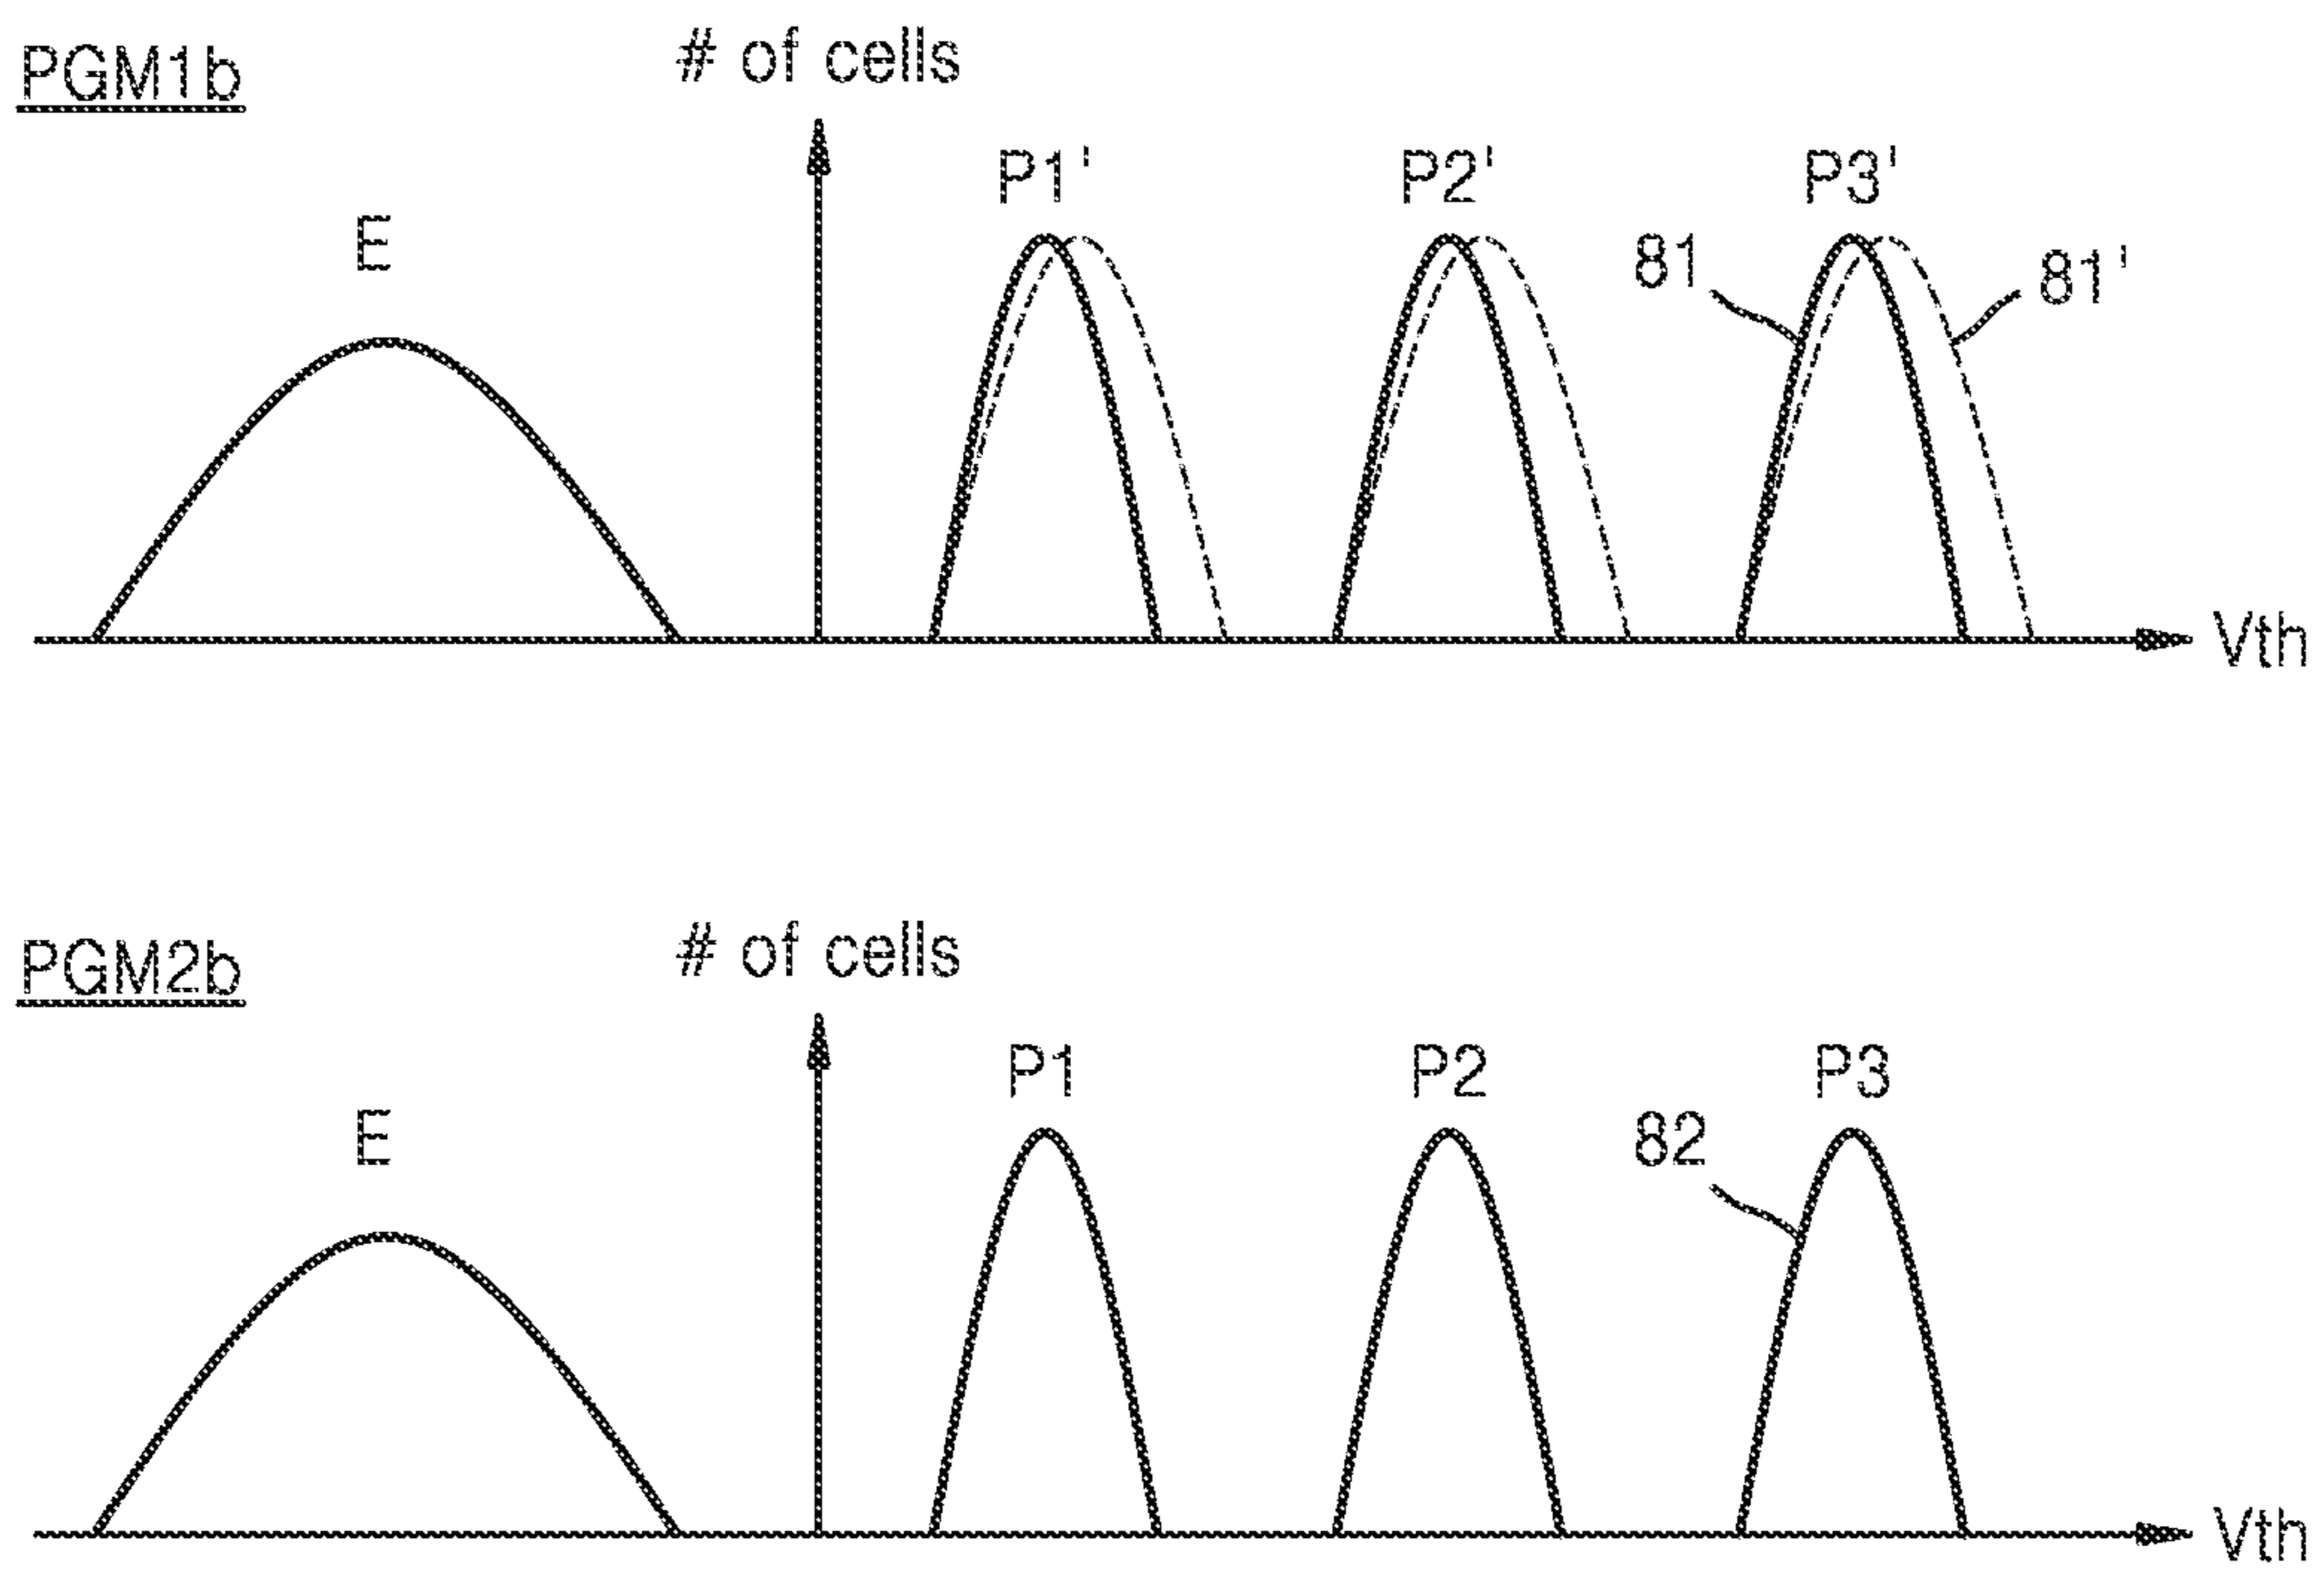 PGM1b
# of cells
E
P1'
P2'
P3'
81
81'
Vth
PGM2b
# of cells
E
P1
P2
P3
82
Vth